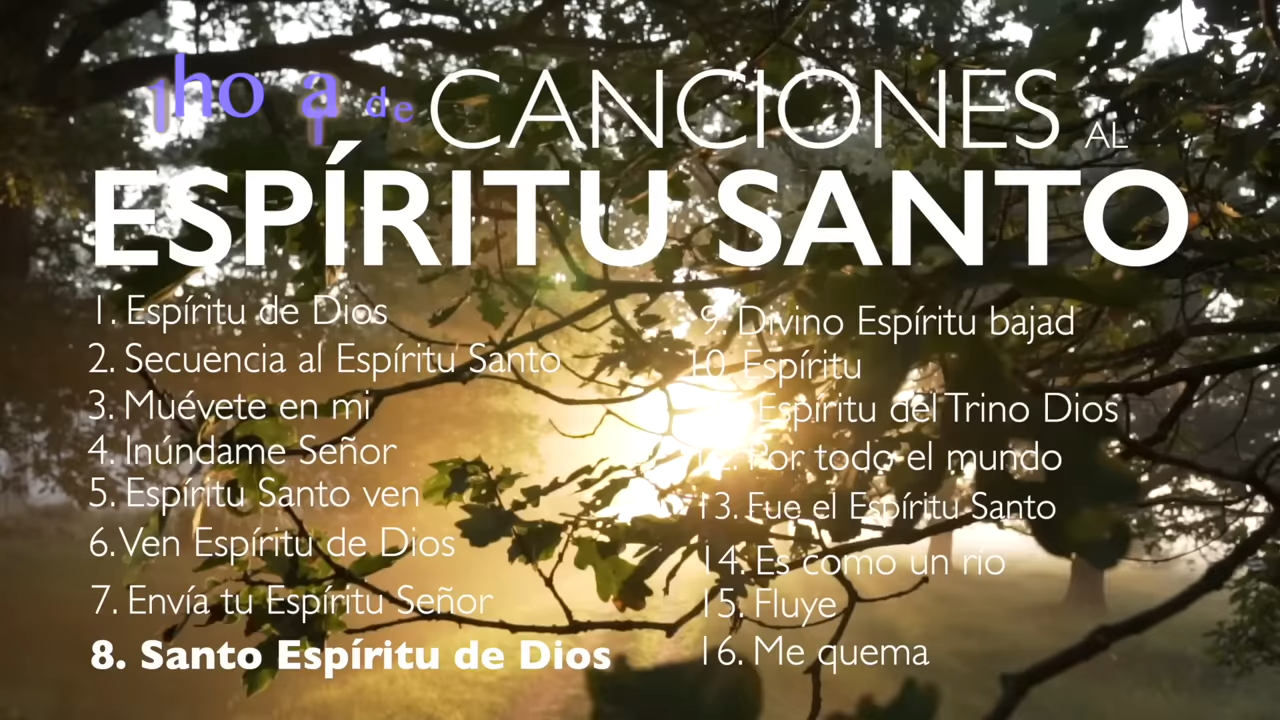 de CANCIONES AL
ESPÍRITU SANTO
1. Espíritu de Dios
2. Secuencia al Espíritu Santo
3. Muévete en mi
4. Inúndame Señor
5. Espíritu Santo ven
6. Ven Espíritu de Dios
7. Envía tu Espíritu Señor
8. Santo Espíritu de Dios
9. Divino Espíritu bajad
10. Espíritu
Espíritu del Trino Dios
12. Por todo el mundo
13. Fue el Espíritu Santo
14. Es como un rio
15. Fluye
16. Me quema